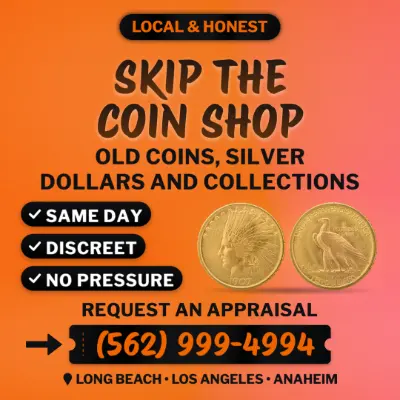 LOCAL & HONEST
SKIP THE
COIN SHOP
OLD COINS, SILVER
DOLLARS AND COLLECTIONS
SAME DAY
DISCREET
NO PRESSURE
REQUEST AN APPRAISAL
(562) 999-4994
LONG BEACH • LOS ANGELES • ANAHEIM